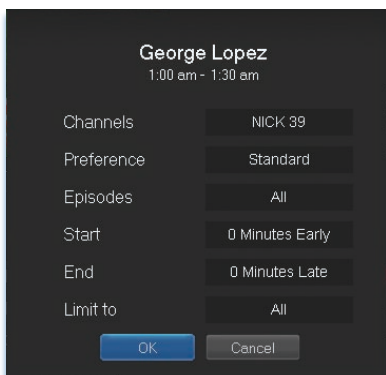 George Lopez
1:00 am - 1:30 am
Channels NICK 39
Preference Standard
Episodes All
Start 0 Minutes Early
End 0 Minutes Late
Limit to All
OK Cancel